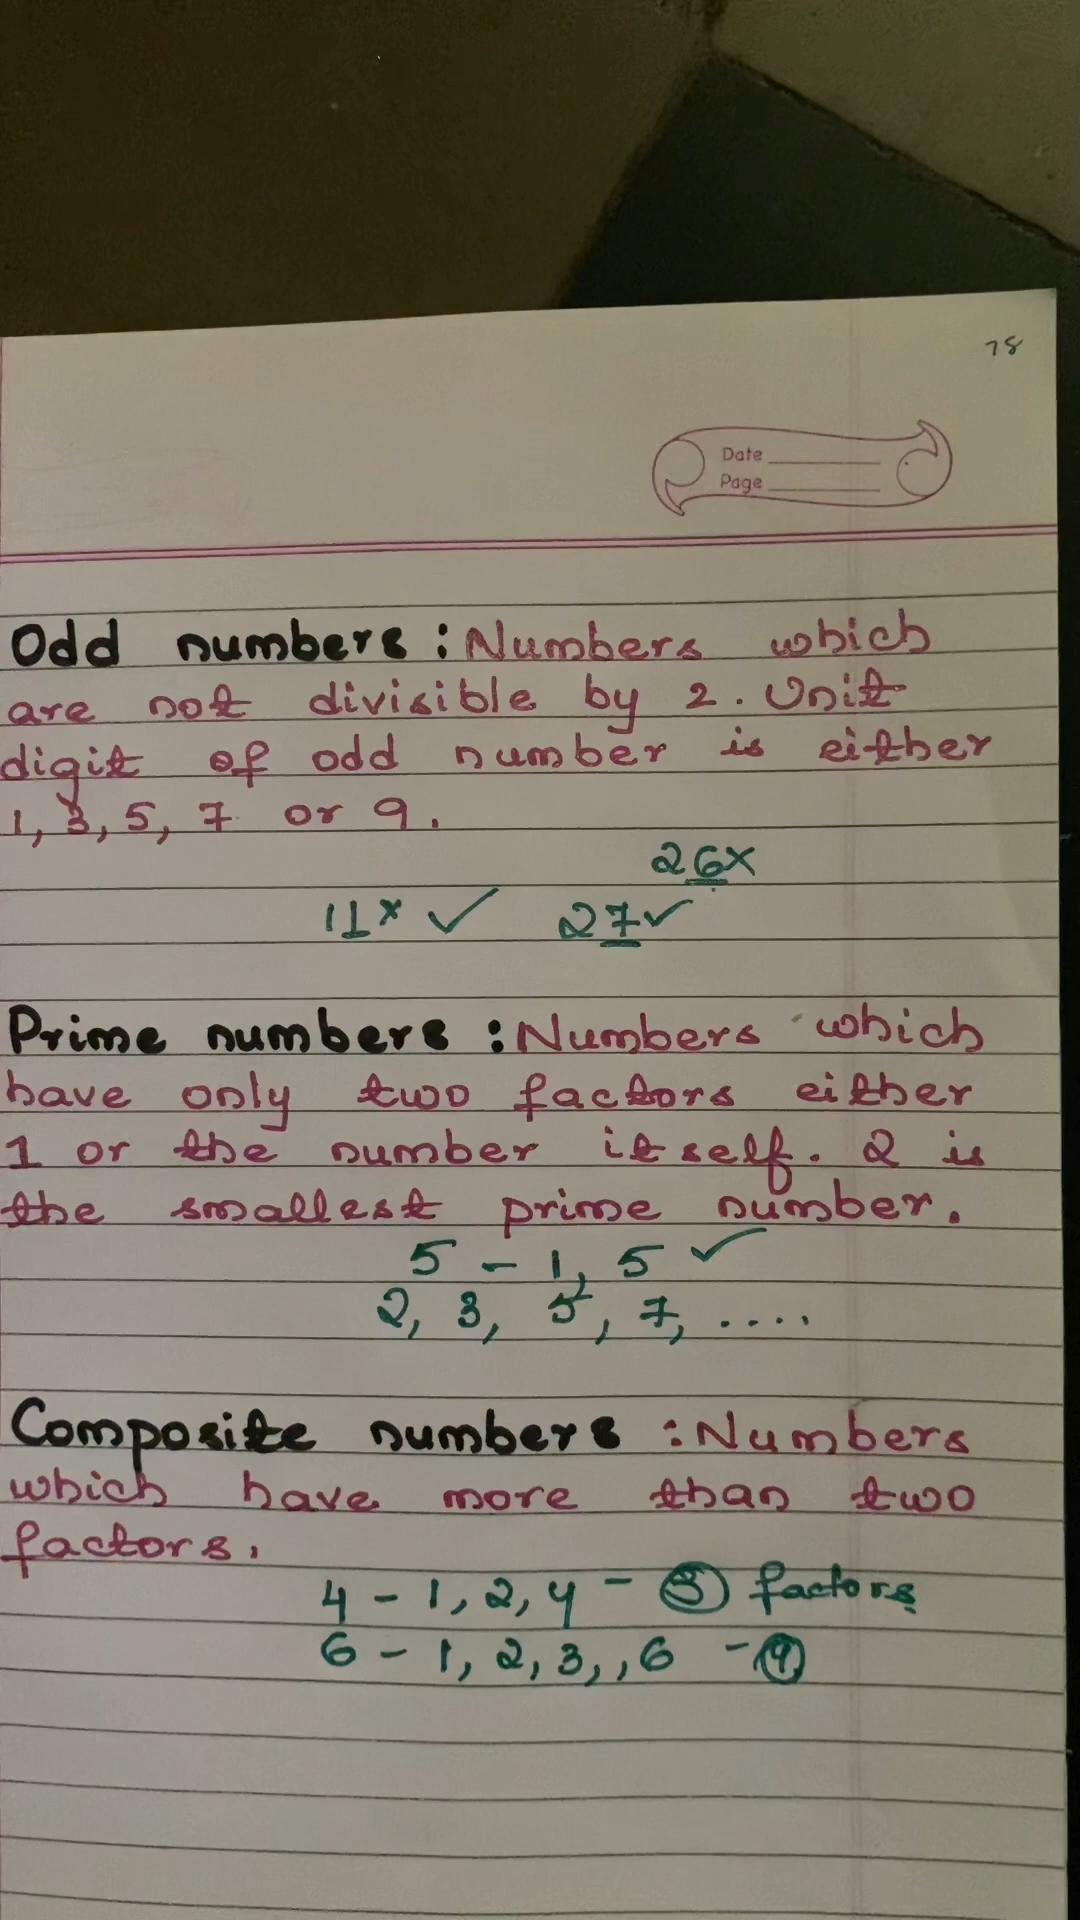 78
Date
Page
Odd numbers : Numbers which
are not divisible by 2. Unit
digit of odd number is either
1, 3, 5, 7 or 9.
26×
11× ✓ 27✓
Prime numbers : Numbers which
have only two factors either
1 or the number itself. 2 is
the smallest prime number.
5 - 1, 5 ✓
2, 3, 5, 7, ....
Composite numbers : Numbers
which have more than two
factors.
4 - 1, 2, 4 - 3 factors
6 - 1, 2, 3, , 6 - 4